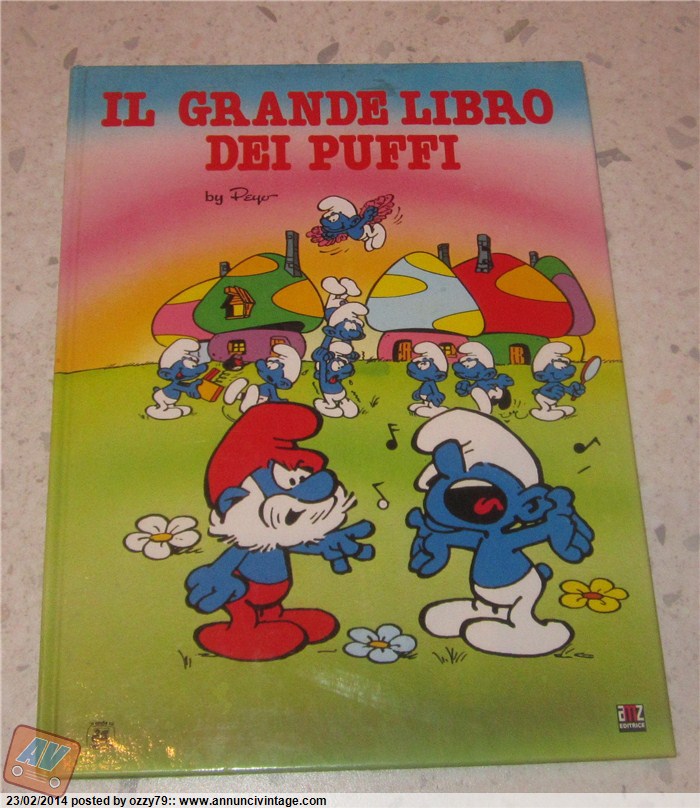 IL GRANDE LIBRO
DEI PUFFI
by Peyo
amz
EDITRICE
AV
23/02/2014 posted by ozzy79:: www.annuncivintage.com